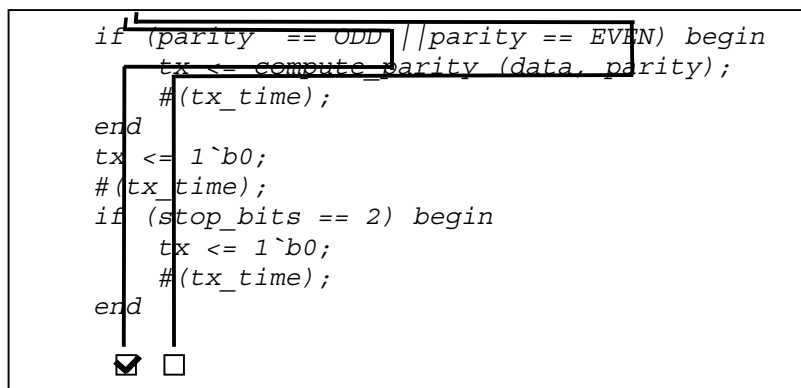 if (parity == ODD ||parity == EVEN) begin
tx <= compute_parity (data, parity);
#(tx_time);
end
tx <= 1`b0;
#(tx_time);
if (stop_bits == 2) begin
tx <= 1`b0;
#(tx_time);
end